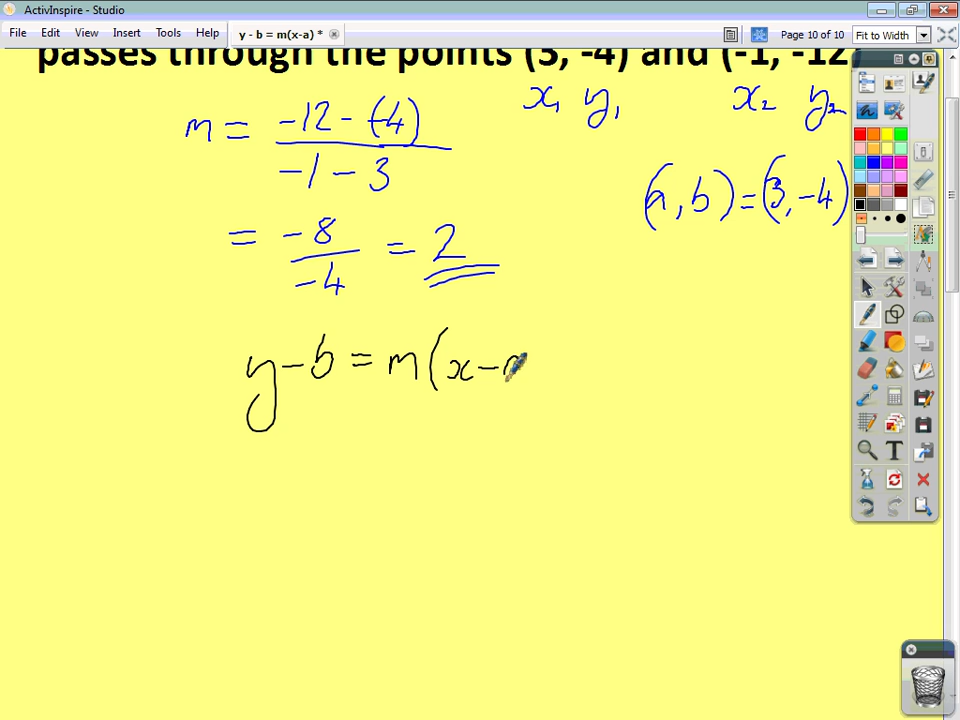 ActivInspire - Studio
File Edit View Insert Tools Help y - b = m(x-a) * Page 10 of 10 Fit to Width
passes through the points (3, -4) and (-1, -12
x₁ y₁ x₂ y₂
m = -12 - (-4)
-1 - 3
(a, b) = (3, -4)
= -8 = 2
-4
y - b = m(x -